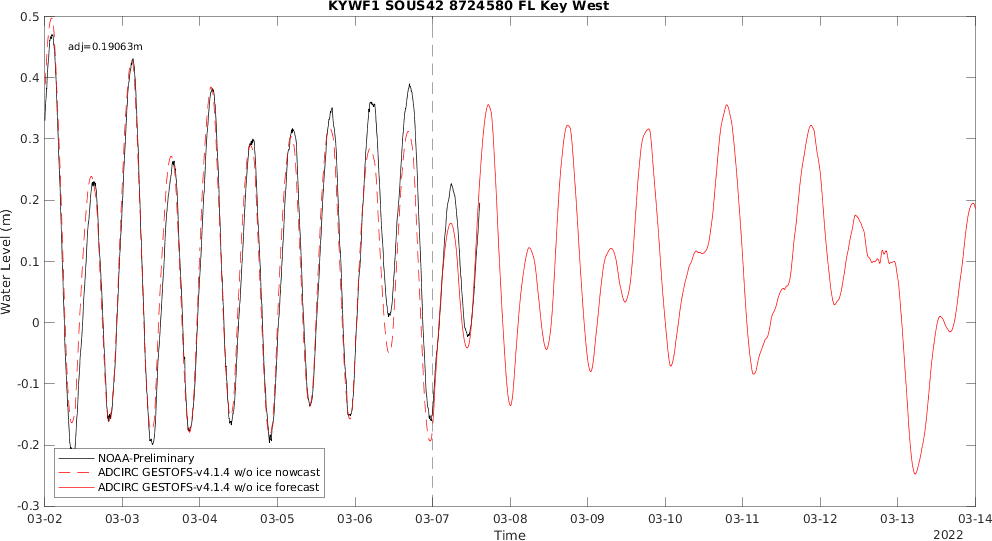 KYWF1 SOUS42 8724580 FL Key West
adj=0.19063m
Water Level (m)
0.5
0.4
0.3
0.2
0.1
0
-0.1
-0.2
-0.3
NOAA-Preliminary
ADCIRC GESTOFS-v4.1.4 w/o ice nowcast
ADCIRC GESTOFS-v4.1.4 w/o ice forecast
03-02 03-03 03-04 03-05 03-06 03-07 03-08 03-09 03-10 03-11 03-12 03-13 03-14
Time
2022